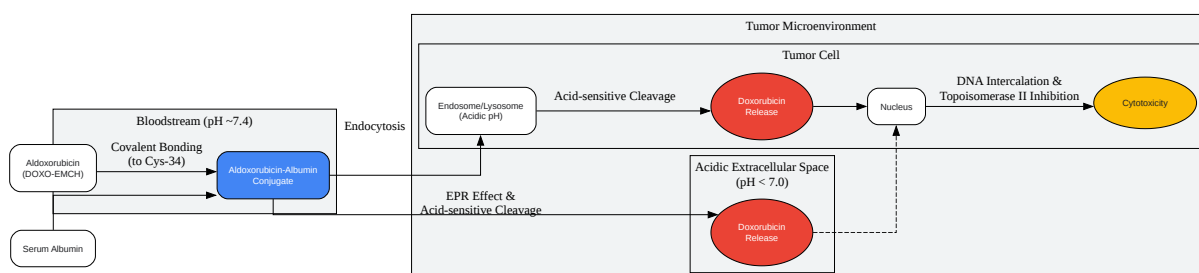 Tumor Microenvironment
Tumor Cell
Bloodstream (pH ~7.4)
Aldoxorubicin
(DOXO-EMCH)
Covalent Bonding
(to Cys-34)
Aldoxorubicin-Albumin
Conjugate
Serum Albumin
Endocytosis
Endosome/Lysosome
(Acidic pH)
Acid-sensitive Cleavage
Doxorubicin
Release
Nucleus
DNA Intercalation &
Topoisomerase II Inhibition
Cytotoxicity
EPR Effect &
Acid-sensitive Cleavage
Acidic Extracellular Space
(pH < 7.0)
Doxorubicin
Release